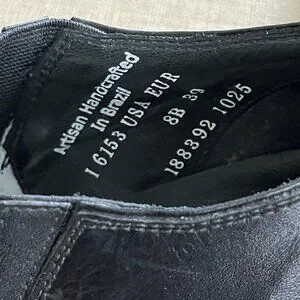 Artisan Handcrafted
In Brazil
I 6153 USA EUR
8B 39
188392 1025